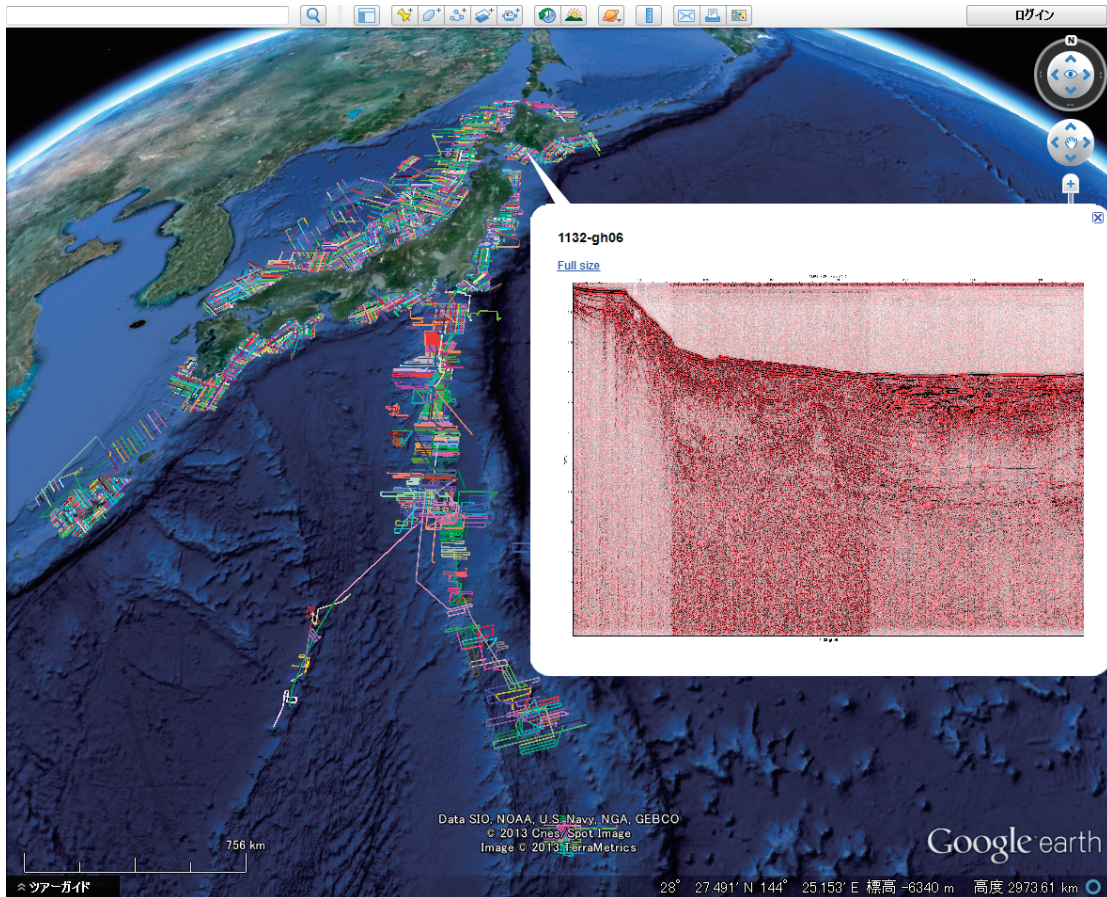 ログイン
N
1132-gh06
Full size
Data SIO, NOAA, U.S. Navy, NGA, GEBCO
© 2013 Cnes/Spot Image
Image © 2013 TerraMetrics
Google earth
756 km
ツアーガイド
28° 27.491' N 144° 25.153' E 標高 -6340 m 高度 2973.61 km